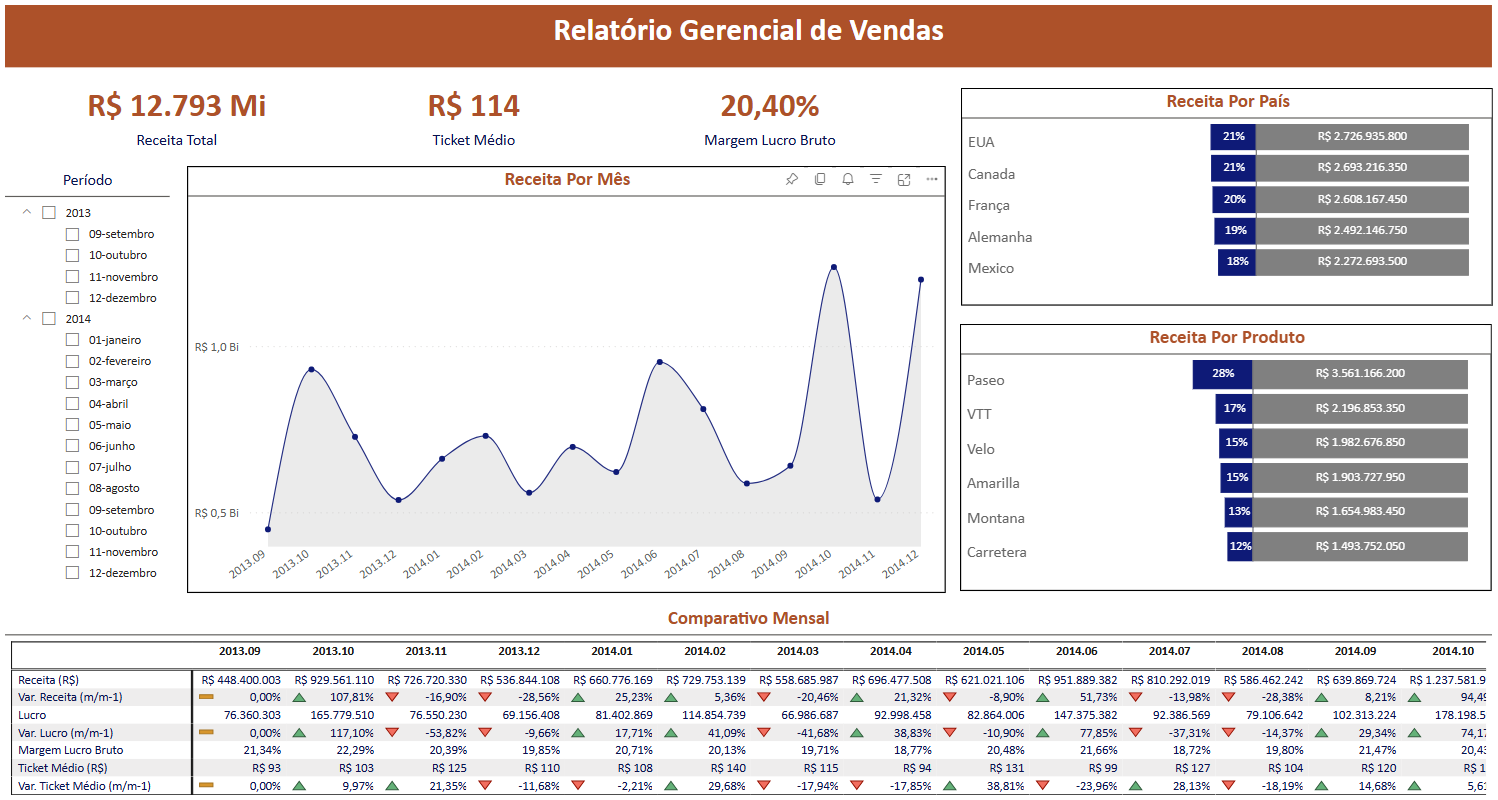 Relatório Gerencial de Vendas
R$ 12.793 Mi
Receita Total
R$ 114
Ticket Médio
20,40%
Margem Lucro Bruto
Período
2013
09-setembro
10-outubro
11-novembro
12-dezembro
2014
01-janeiro
02-fevereiro
03-março
04-abril
05-maio
06-junho
07-julho
08-agosto
09-setembro
10-outubro
11-novembro
12-dezembro
Receita Por Mês
R$ 1,0 Bi
R$ 0,5 Bi
2013.09 2013.10 2013.11 2013.12 2014.01 2014.02 2014.03 2014.04 2014.05 2014.06 2014.07 2014.08 2014.09 2014.10 2014.11 2014.12
Receita Por País
EUA 21% R$ 2.726.935.800
Canada 21% R$ 2.693.216.350
França 20% R$ 2.608.167.450
Alemanha 19% R$ 2.492.146.750
Mexico 18% R$ 2.272.693.500
Receita Por Produto
Paseo 28% R$ 3.561.166.200
VTT 17% R$ 2.196.853.350
Velo 15% R$ 1.982.676.850
Amarilla 15% R$ 1.903.727.950
Montana 13% R$ 1.654.983.450
Carretera 12% R$ 1.493.752.050
Comparativo Mensal
2013.09 2013.10 2013.11 2013.12 2014.01 2014.02 2014.03 2014.04 2014.05 2014.06 2014.07 2014.08 2014.09 2014.10
Receita (R$) R$ 448.400.003 R$ 929.561.110 R$ 726.720.330 R$ 536.844.108 R$ 660.776.169 R$ 729.753.139 R$ 558.685.987 R$ 696.477.508 R$ 621.021.106 R$ 951.889.382 R$ 810.292.019 R$ 586.462.242 R$ 639.869.724 R$ 1.237.581.9
Var. Receita (m/m-1) 0,00% 107,81% -16,90% -28,56% 25,23% 5,36% -20,46% 21,32% -8,90% 51,73% -13,98% -28,38% 8,21% 94,49
Lucro 76.360.303 165.779.510 76.550.230 69.156.408 81.402.869 114.854.739 66.986.687 92.998.458 82.864.006 147.375.382 92.386.569 79.106.642 102.313.224 178.198.5
Var. Lucro (m/m-1) 0,00% 117,10% -53,82% -9,66% 17,71% 41,09% -41,68% 38,83% -10,90% 77,85% -37,31% -14,37% 29,34% 74,17
Margem Lucro Bruto 21,34% 22,29% 20,39% 19,85% 20,71% 20,13% 19,71% 18,77% 20,48% 21,66% 18,72% 19,80% 21,47% 20,43
Ticket Médio (R$) R$ 93 R$ 103 R$ 125 R$ 110 R$ 108 R$ 140 R$ 115 R$ 94 R$ 131 R$ 99 R$ 127 R$ 104 R$ 120 R$ 1
Var. Ticket Médio (m/m-1) 0,00% 9,97% 21,35% -11,68% -2,21% 29,68% -17,94% -17,85% 38,81% -23,96% 28,13% -18,19% 14,68% 5,6